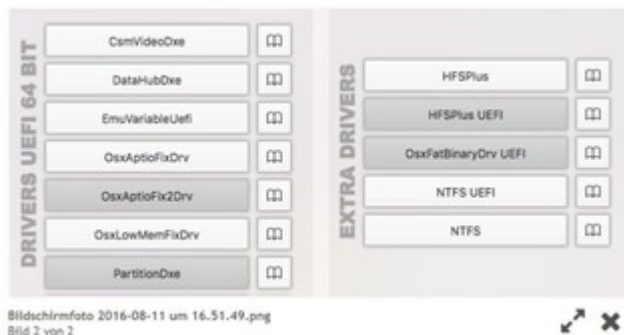 DRIVERS UEFI 64 BIT
CsmVideoDxe
DataHubDxe
EmuVariableUefi
OsxAptioFixDrv
OsxAptioFix2Drv
OsxLowMemFixDrv
PartitionDxe
EXTRA DRIVERS
HFSPlus
HFSPlus UEFI
OsxFatBinaryDrv UEFI
NTFS UEFI
NTFS
Bildschirmfoto 2016-08-11 um 16.51.49.png
Bild 2 von 2